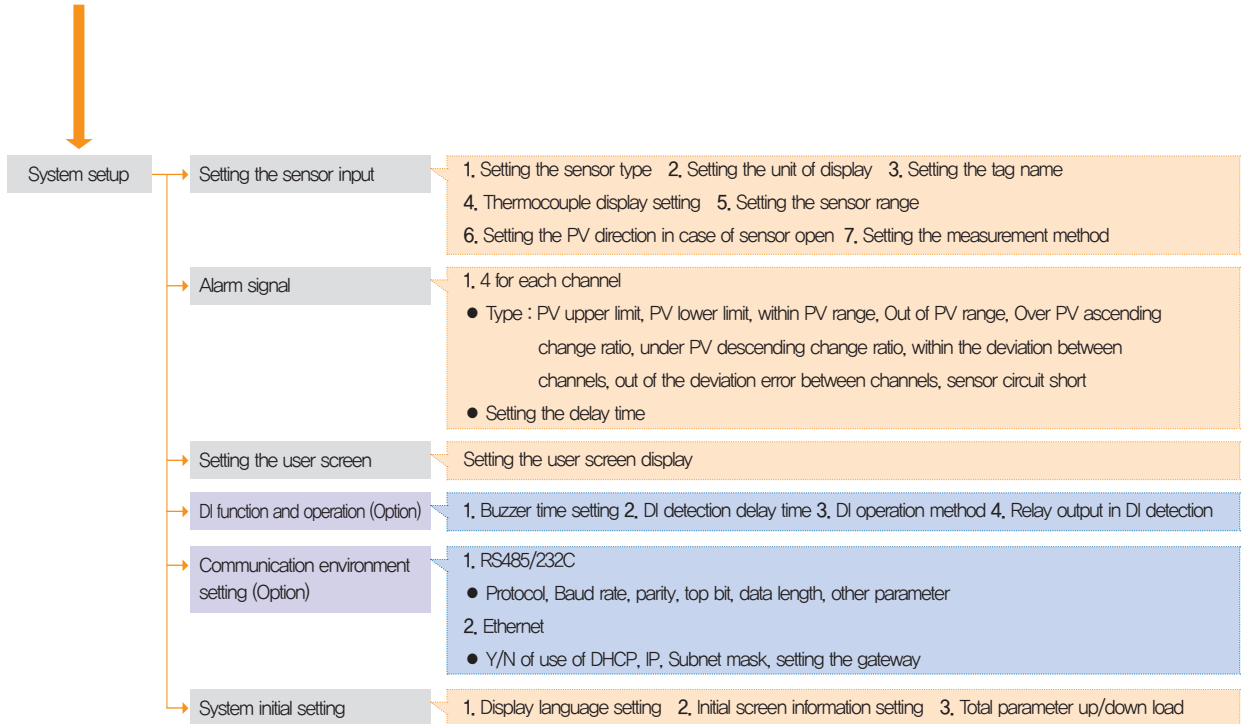 System setup
Setting the sensor input
1. Setting the sensor type 2. Setting the unit of display 3. Setting the tag name
4. Thermocouple display setting 5. Setting the sensor range
6. Setting the PV direction in case of sensor open 7. Setting the measurement method
Alarm signal
1. 4 for each channel
● Type : PV upper limit, PV lower limit, within PV range, Out of PV range, Over PV ascending
change ratio, under PV descending change ratio, within the deviation between
channels, out of the deviation error between channels, sensor circuit short
● Setting the delay time
Setting the user screen
Setting the user screen display
DI function and operation (Option)
1. Buzzer time setting 2. DI detection delay time 3. DI operation method 4. Relay output in DI detection
Communication environment
setting (Option)
1. RS485/232C
● Protocol, Baud rate, parity, top bit, data length, other parameter
2. Ethernet
● Y/N of use of DHCP, IP, Subnet mask, setting the gateway
System initial setting
1. Display language setting 2. Initial screen information setting 3. Total parameter up/down load